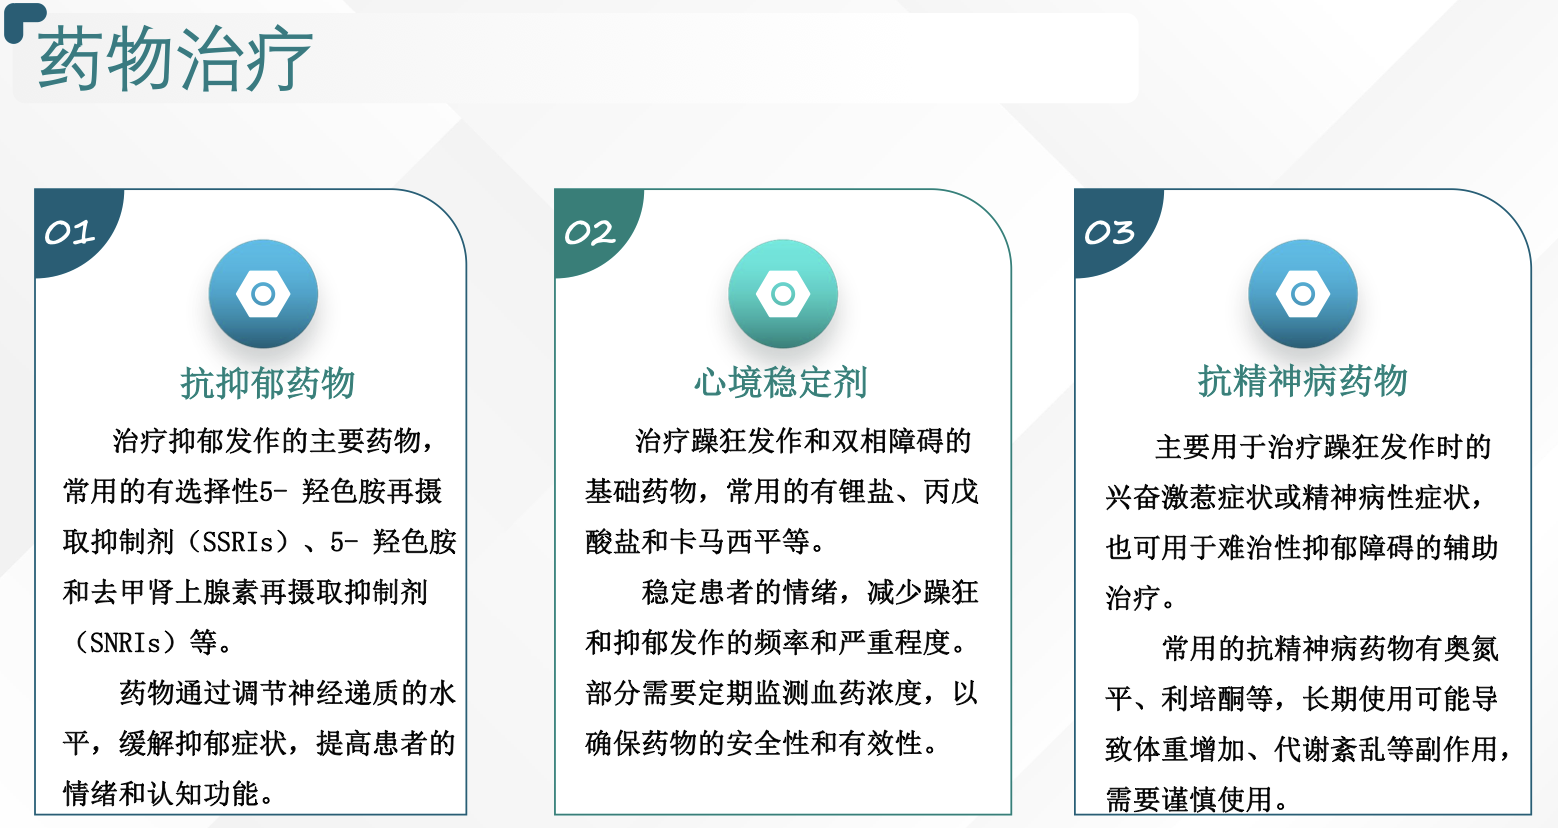 药物治疗
01
抗抑郁药物
治疗抑郁发作的主要药物，
常用的有选择性5- 羟色胺再摄
取抑制剂（SSRIs）、5- 羟色胺
和去甲肾上腺素再摄取抑制剂
（SNRIs）等。
药物通过调节神经递质的水
平，缓解抑郁症状，提高患者的
情绪和认知功能。
02
心境稳定剂
治疗躁狂发作和双相障碍的
基础药物，常用的有锂盐、丙戊
酸盐和卡马西平等。
稳定患者的情绪，减少躁狂
和抑郁发作的频率和严重程度。
部分需要定期监测血药浓度，以
确保药物的安全性和有效性。
03
抗精神病药物
主要用于治疗躁狂发作时的
兴奋激惹症状或精神病性症状，
也可用于难治性抑郁障碍的辅助
治疗。
常用的抗精神病药物有奥氮
平、利培酮等，长期使用可能导
致体重增加、代谢紊乱等副作用，
需要谨慎使用。